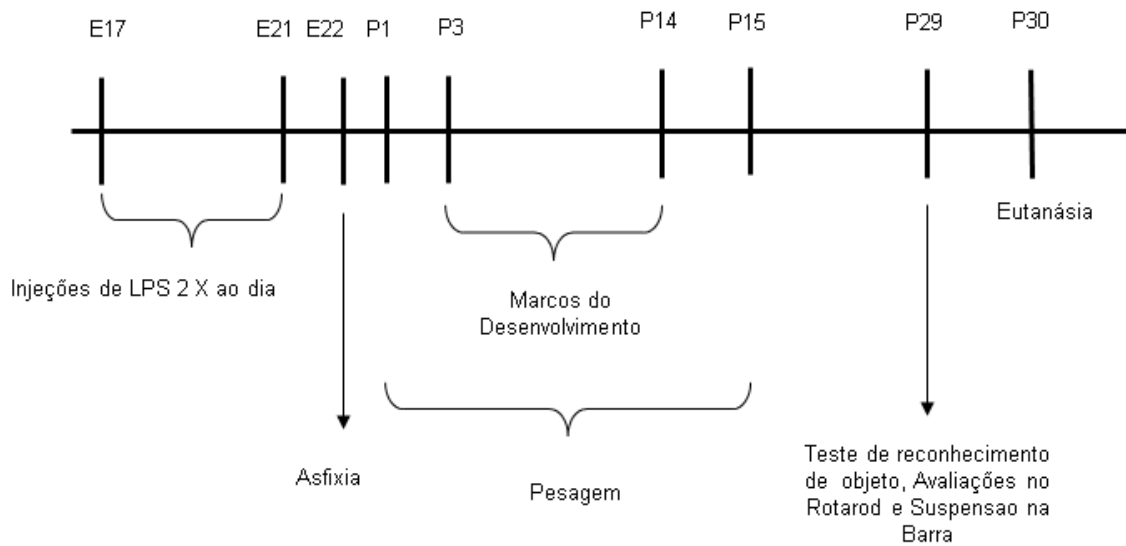 E17 E21 E22 P1 P3 P14 P15 P29 P30
Eutanásia
Injeções de LPS 2 X ao dia
Marcos do
Desenvolvimento
Asfixia
Pesagem
Teste de reconhecimento
de objeto, Avaliações no
Rotarod e Suspensao na
Barra